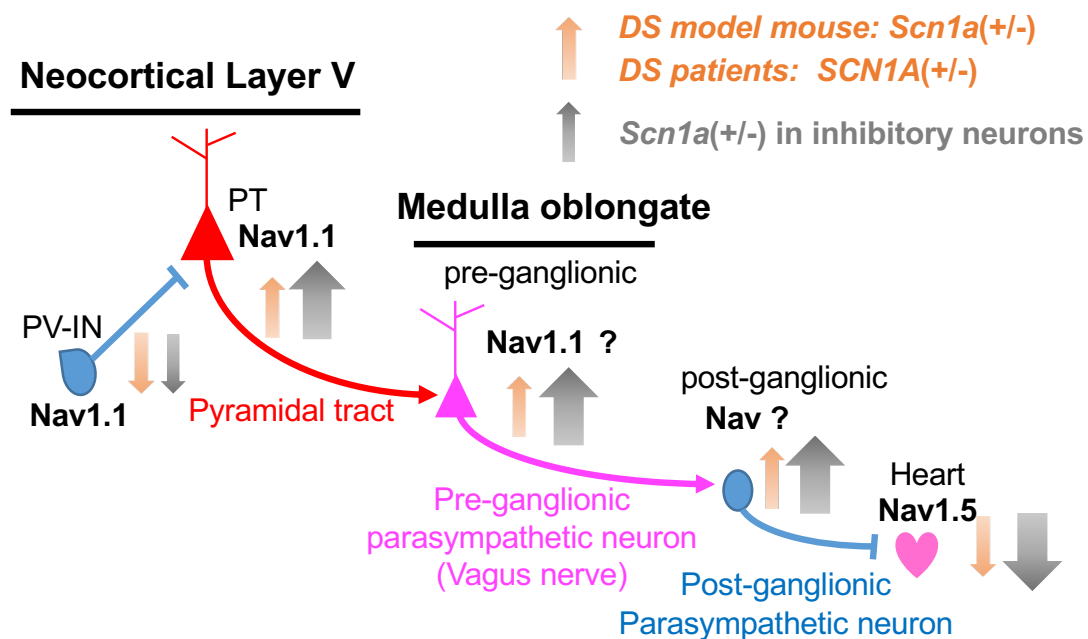 DS model mouse: Scn1a(+/-)
DS patients: SCN1A(+/-)
Scn1a(+/-) in inhibitory neurons
Neocortical Layer V
PT
Nav1.1
PV-IN
Nav1.1
Pyramidal tract
Medulla oblongate
pre-ganglionic
Nav1.1 ?
Pre-ganglionic
parasympathetic neuron
(Vagus nerve)
post-ganglionic
Nav ?
Heart
Nav1.5
Post-ganglionic
Parasympathetic neuron